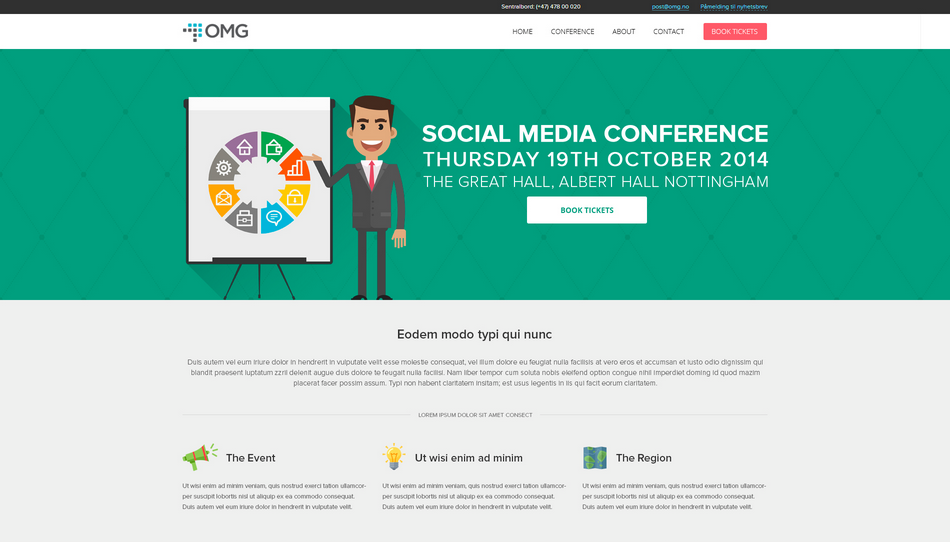 Sentralbord: (+47) 478 00 020
post@omg.no
Påmelding til nyhetsbrev
OMG
HOME
CONFERENCE
ABOUT
CONTACT
BOOK TICKETS
SOCIAL MEDIA CONFERENCE
THURSDAY 19TH OCTOBER 2014
THE GREAT HALL, ALBERT HALL NOTTINGHAM
BOOK TICKETS
Eodem modo typi qui nunc
Duis autem vel eum iriure dolor in hendrerit in vulputate velit esse molestie consequat, vel illum dolore eu feugiat nulla facilisis at vero eros et accumsan et iusto odio dignissim qui
blandit praesent luptatum zzril delenit augue duis dolore te feugait nulla facilisi. Nam liber tempor cum soluta nobis eleifend option congue nihil imperdiet doming id quod mazim
placerat facer possim assum. Typi non habent claritatem insitam; est usus legentis in iis qui facit eorum claritatem.
LOREM IPSUM DOLOR SIT AMET CONSECT
The Event
Ut wisi enim ad minim veniam, quis nostrud exerci tation ullamcor-
per suscipit lobortis nisl ut aliquip ex ea commodo consequat.
Duis autem vel eum iriure dolor in hendrerit in vulputate velit.
Ut wisi enim ad minim
Ut wisi enim ad minim veniam, quis nostrud exerci tation ullamcor-
per suscipit lobortis nisl ut aliquip ex ea commodo consequat.
Duis autem vel eum iriure dolor in hendrerit in vulputate velit.
The Region
Ut wisi enim ad minim veniam, quis nostrud exerci tation ullamcor-
per suscipit lobortis nisl ut aliquip ex ea commodo consequat.
Duis autem vel eum iriure dolor in hendrerit in vulputate velit.